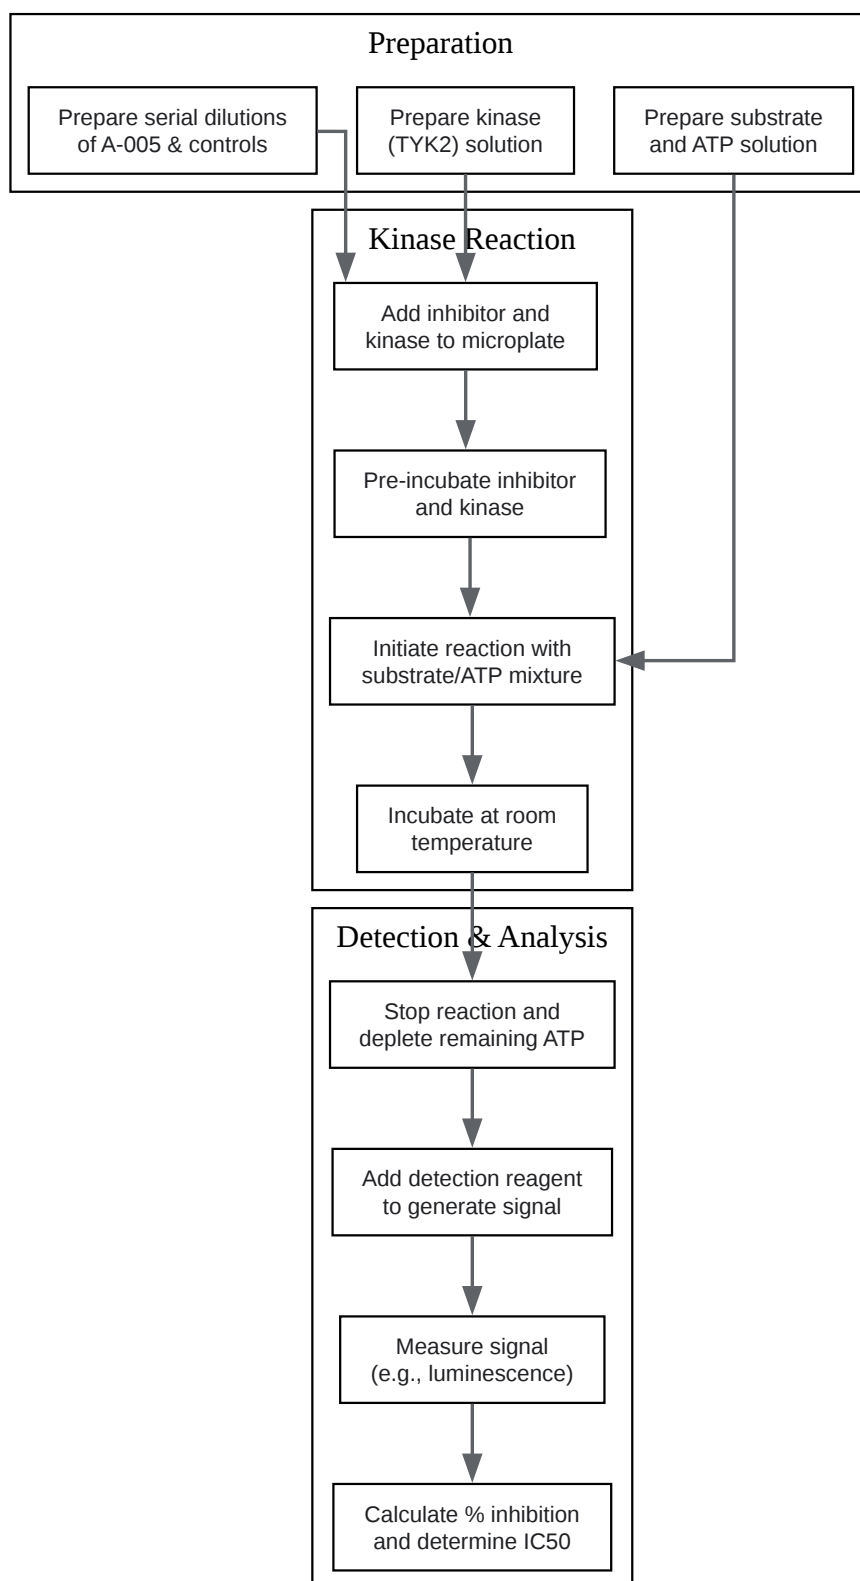 Preparation
Prepare serial dilutions
of A-005 & controls
Prepare kinase
(TYK2) solution
Prepare substrate
and ATP solution
Kinase Reaction
Add inhibitor and
kinase to microplate
Pre-incubate inhibitor
and kinase
Initiate reaction with
substrate/ATP mixture
Incubate at room
temperature
Detection & Analysis
Stop reaction and
deplete remaining ATP
Add detection reagent
to generate signal
Measure signal
(e.g., luminescence)
Calculate % inhibition
and determine IC50